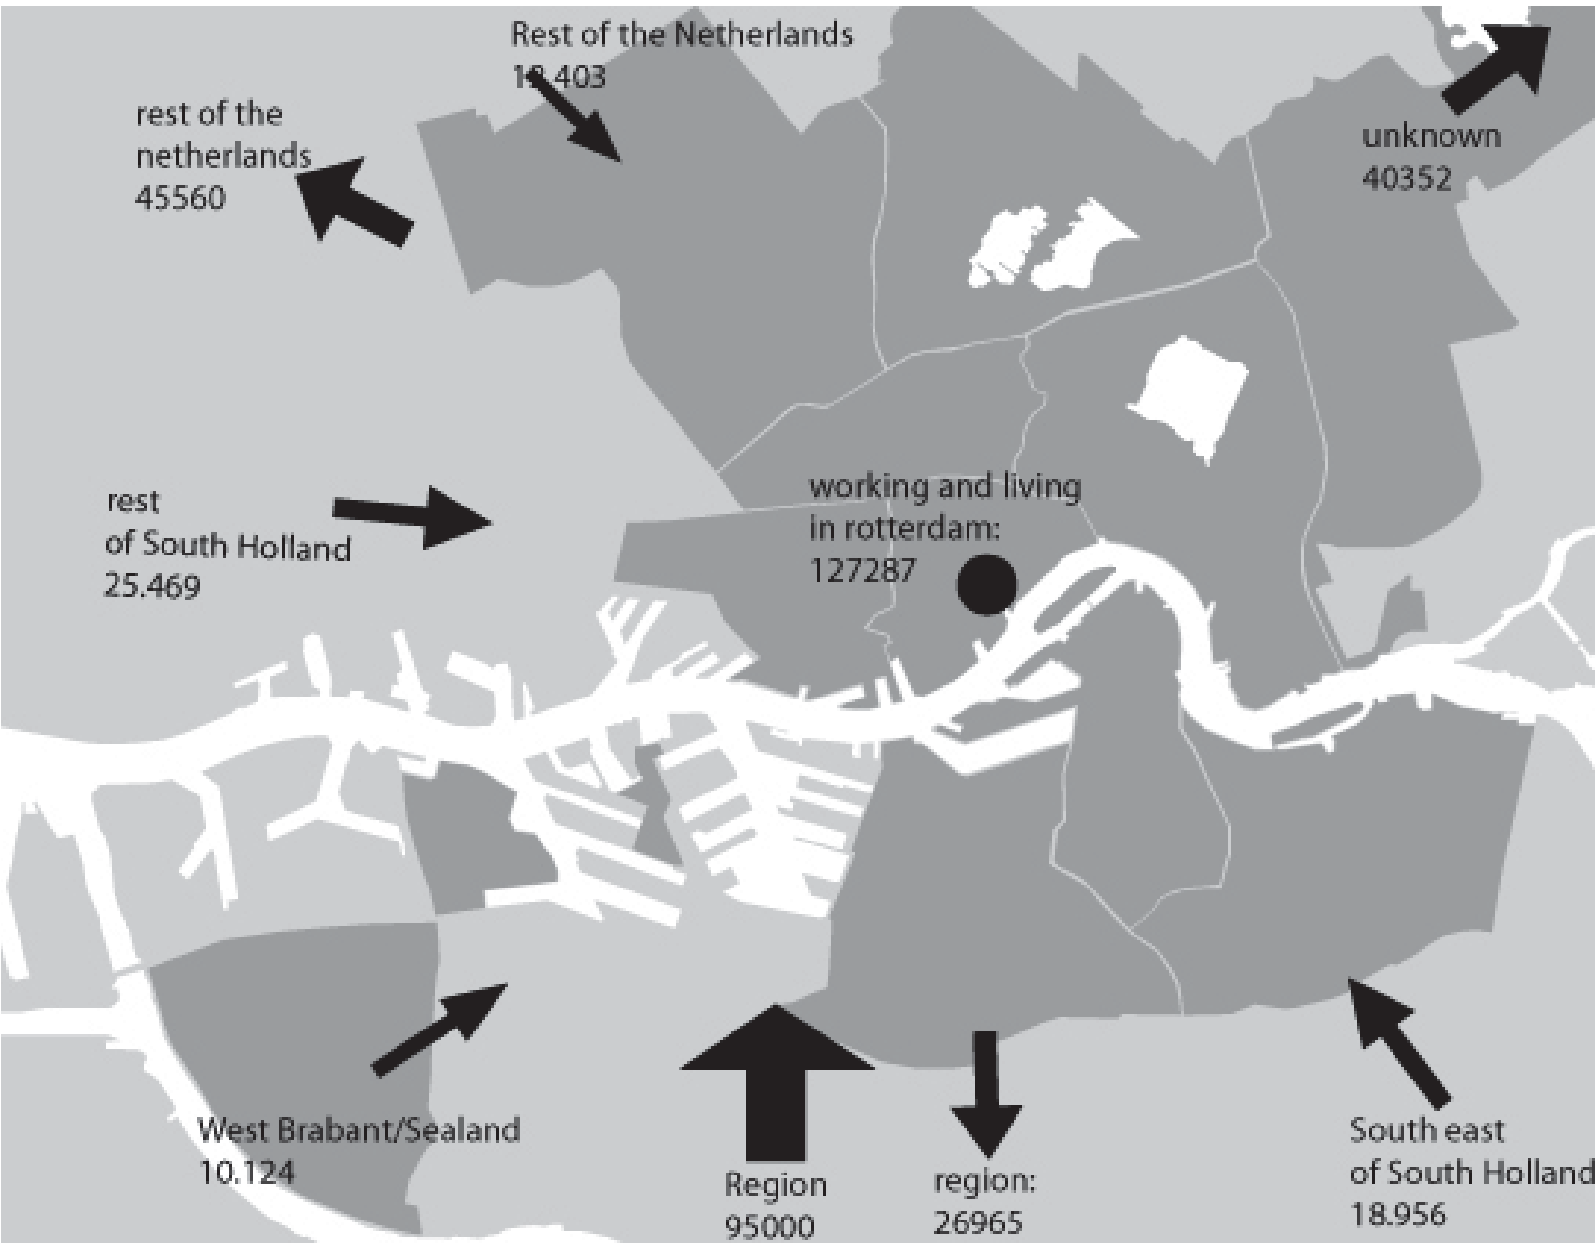 Rest of the Netherlands
rest of the
netherlands
45560
unknown
40352
rest
of South Holland
25.469
working and living
in rotterdam:
127287
West Brabant/Sealand
10.124
Region
95000
region:
26965
South east
of South Holland
18.956